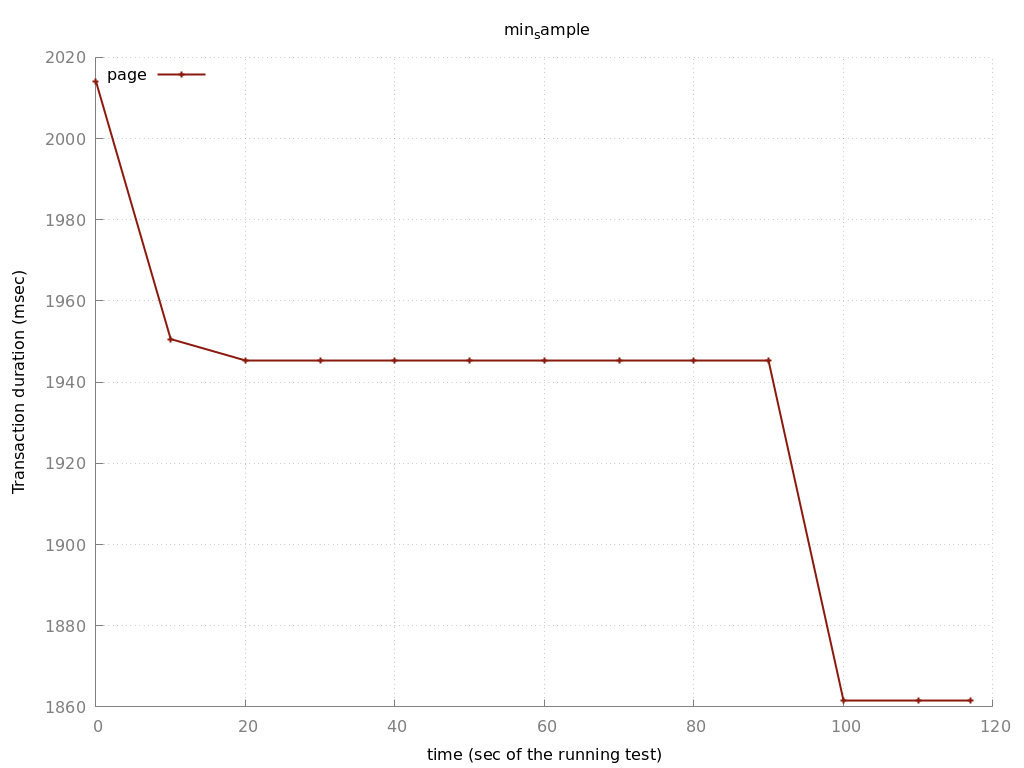 min_sample
2020
page
2000
1980
1960
1940
1920
1900
1880
1860
Transaction duration (msec)
0 20 40 60 80 100 120
time (sec of the running test)